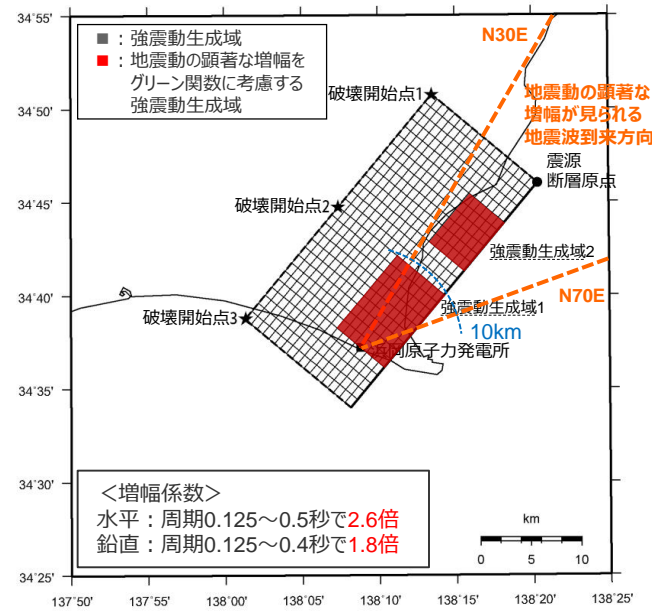 34˚55'
34˚50'
34˚45'
34˚40'
34˚35'
34˚30'
34˚25'
■：強震動生成域
■：地震動の顕著な増幅を
グリーン関数に考慮する
強震動生成域
N30E
地震動の顕著な
増幅が見られる
地震波到来方向
破壊開始点1
震源
断層原点
破壊開始点2
強震動生成域2
N70E
強震動生成域1
10km
破壊開始点3
浜岡原子力発電所
＜増幅係数＞
水平：周期0.125～0.5秒で2.6倍
鉛直：周期0.125～0.4秒で1.8倍
km
0 5 10
137˚50' 137˚55' 138˚00' 138˚05' 138˚10' 138˚15' 138˚20' 138˚25'